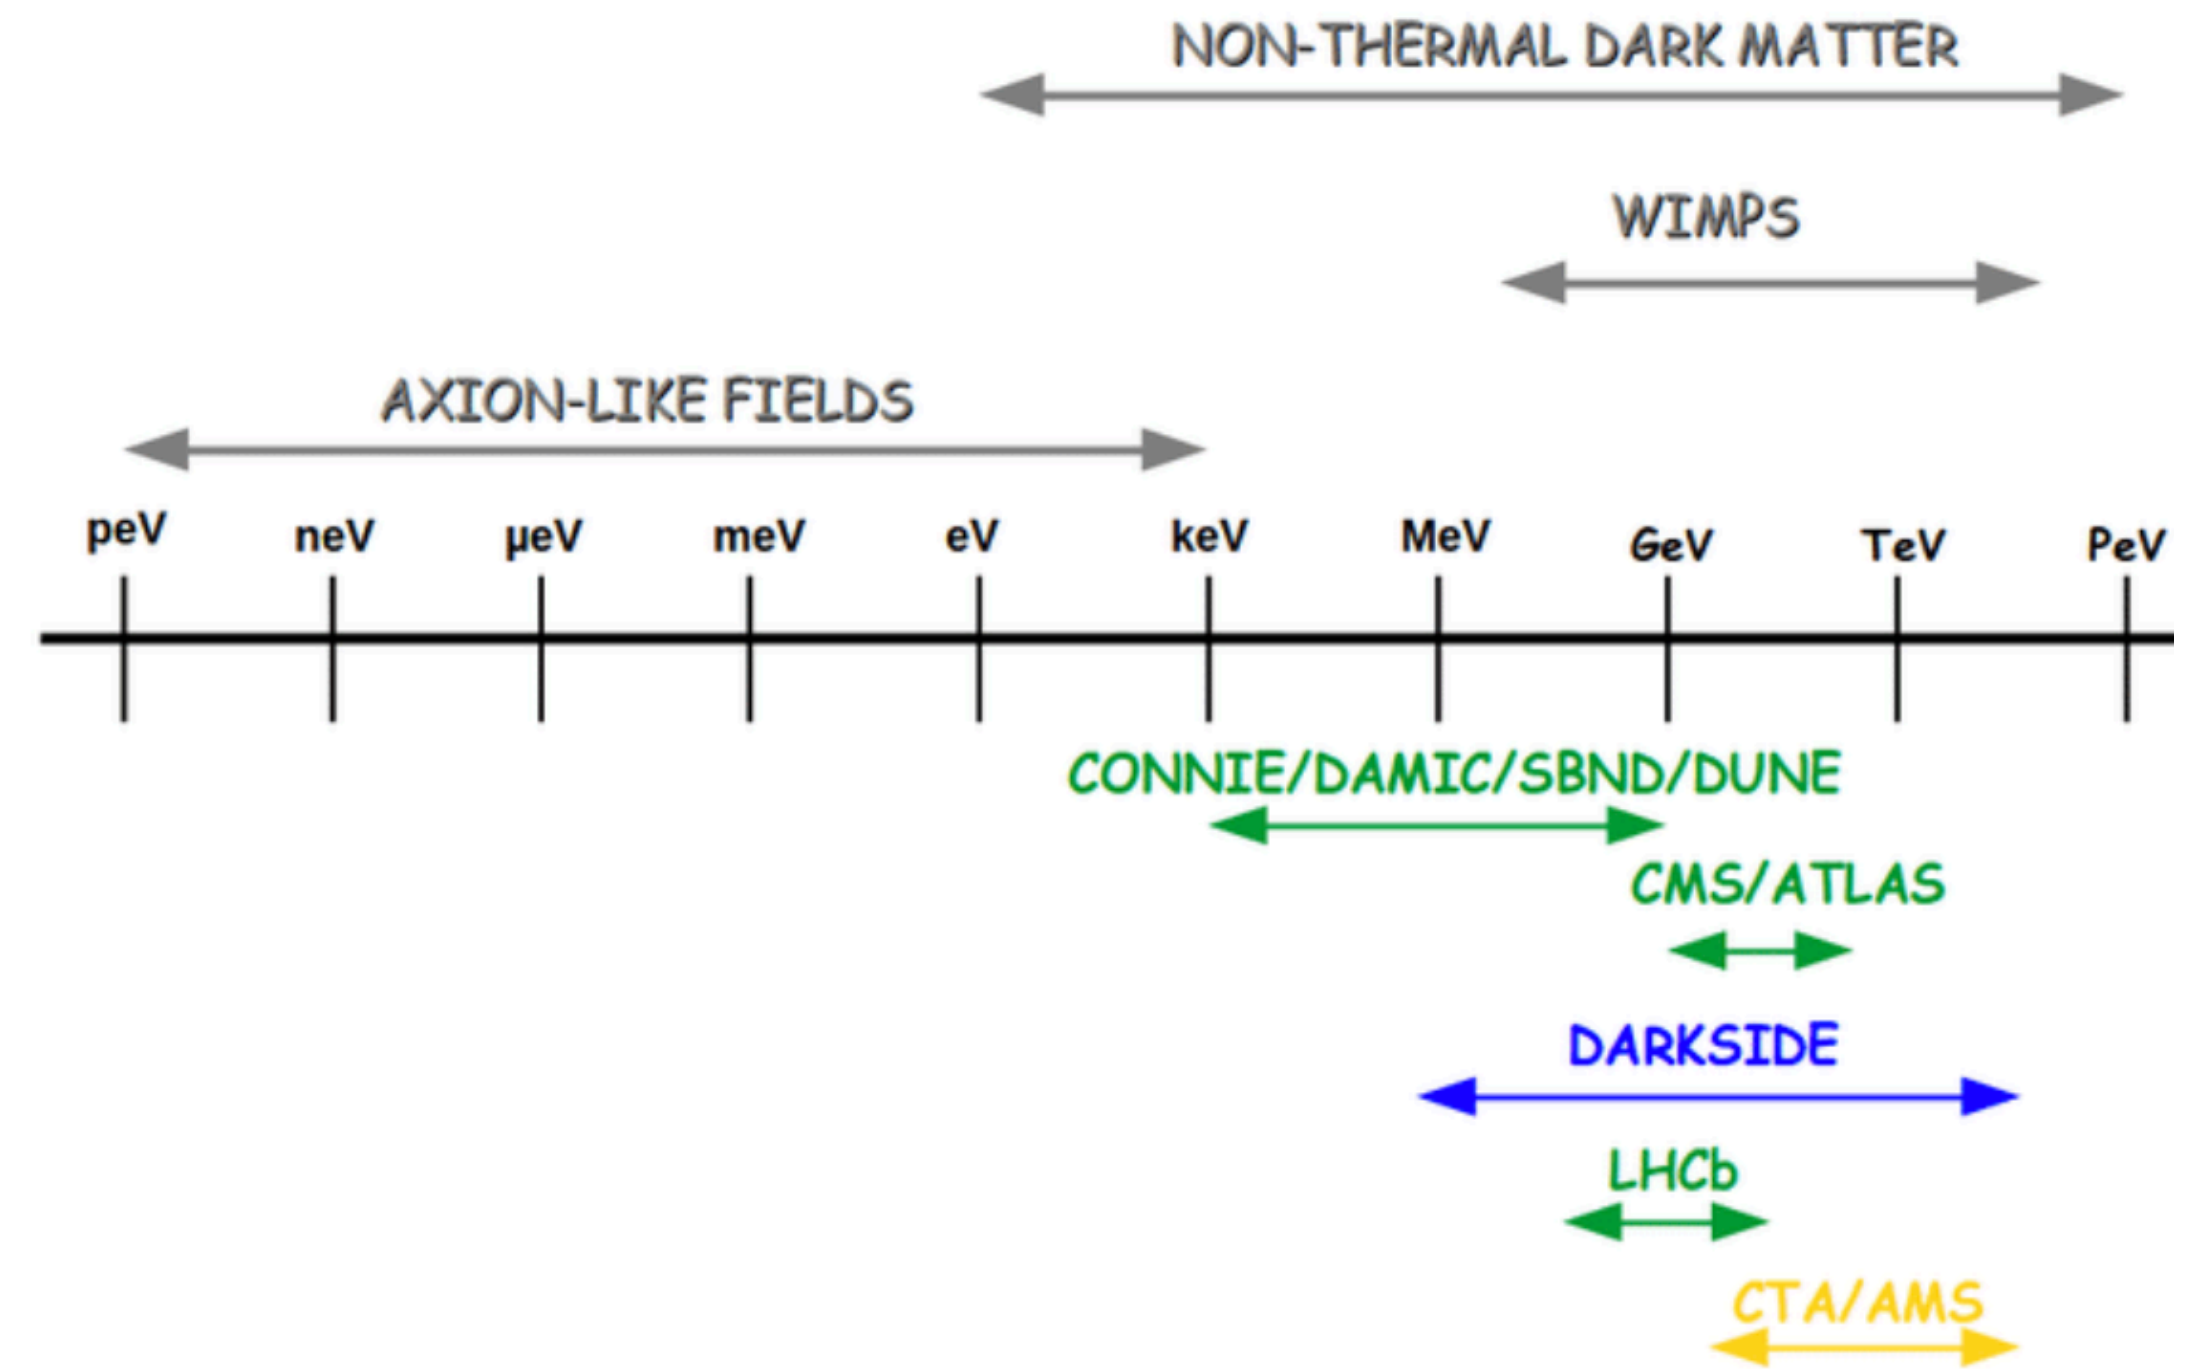 NON-THERMAL DARK MATTER
WIMPS
AXION-LIKE FIELDS
peV neV µeV meV eV keV MeV GeV TeV PeV
CONNIE/DAMIC/SBND/DUNE
CMS/ATLAS
DARKSIDE
LHCb
CTA/AMS